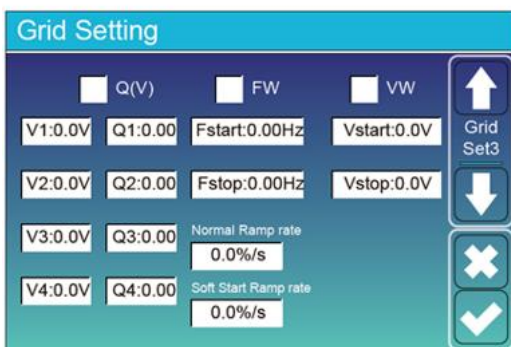 Grid Setting
Q(V) FW VW
V1:0.0V Q1:0.00 Fstart:0.00Hz Vstart:0.0V
V2:0.0V Q2:0.00 Fstop:0.00Hz Vstop:0.0V
V3:0.0V Q3:0.00 Normal Ramp rate
0.0%/s
V4:0.0V Q4:0.00 Soft Start Ramp rate
0.0%/s
Grid
Set3